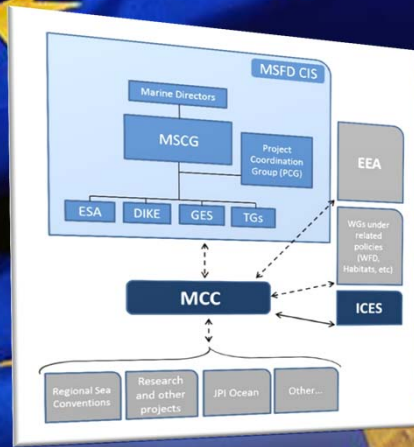 MSFD CIS
Marine Directors
MSCG
Project
Coordination
Group (PCG)
ESA
DIKE
GES
TGs
EEA
WGs under
related
policies
(WFD,
Habitats, etc)
MCC
ICES
Regional Sea
Conventions
Research
and other
projects
JPI Ocean
Other...